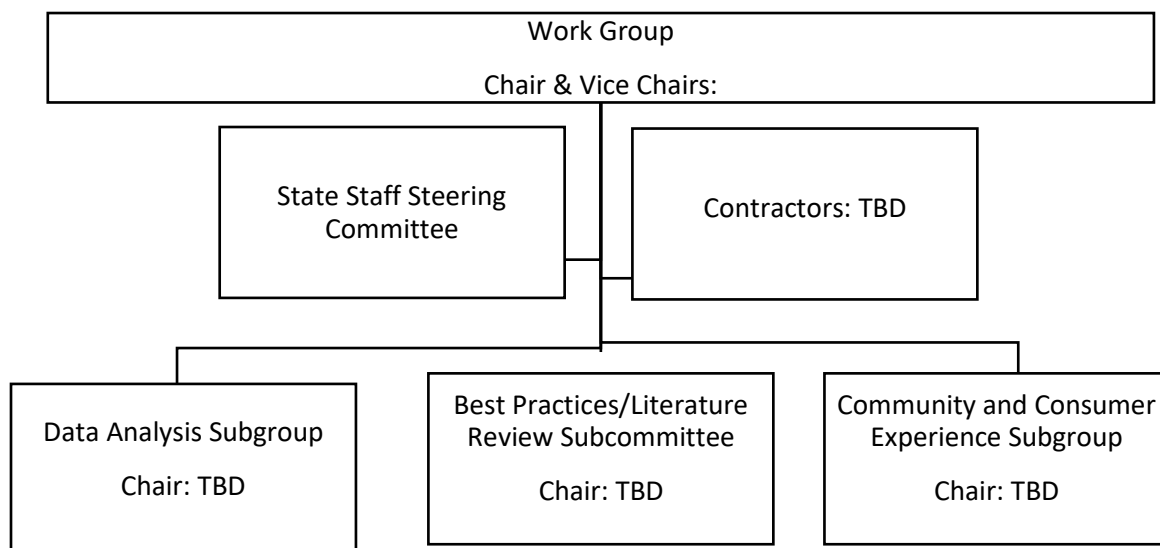 Work Group
Chair & Vice Chairs:
State Staff Steering
Committee
Contractors: TBD
Data Analysis Subgroup
Chair: TBD
Best Practices/Literature
Review Subcommittee
Chair: TBD
Community and Consumer
Experience Subgroup
Chair: TBD